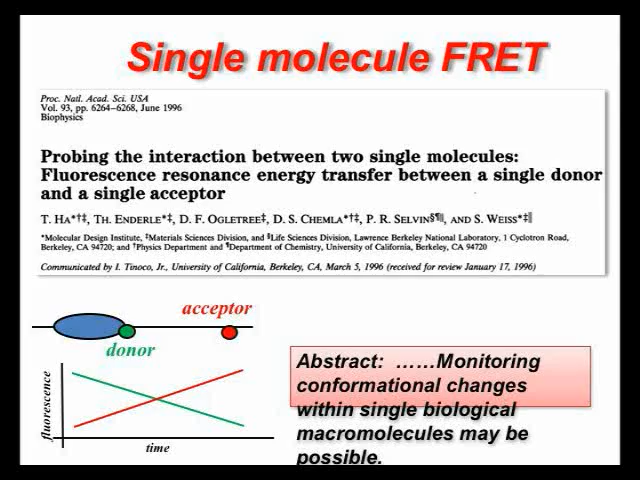 Single molecule FRET
Proc. Natl. Acad. Sci. USA
Vol. 93, pp. 6264–6268, June 1996
Biophysics
Probing the interaction between two single molecules:
Fluorescence resonance energy transfer between a single donor
and a single acceptor
T. HA*†‡, TH. ENDERLE*‡, D. F. OGLETREE‡, D. S. CHEMLA*†‡, P. R. SELVIN§¶‖, AND S. WEISS*‡‖
*Molecular Design Institute, ‡Materials Sciences Division, and §Life Sciences Division, Lawrence Berkeley National Laboratory, 1 Cyclotron Road,
Berkeley, CA 94720; and †Physics Department and ¶Department of Chemistry, University of California, Berkeley, CA 94720
Communicated by I. Tinoco, Jr., University of California, Berkeley, CA, March 5, 1996 (received for review January 17, 1996)
acceptor
donor
fluorescence
time
Abstract: ……Monitoring
conformational changes
within single biological
macromolecules may be
possible.